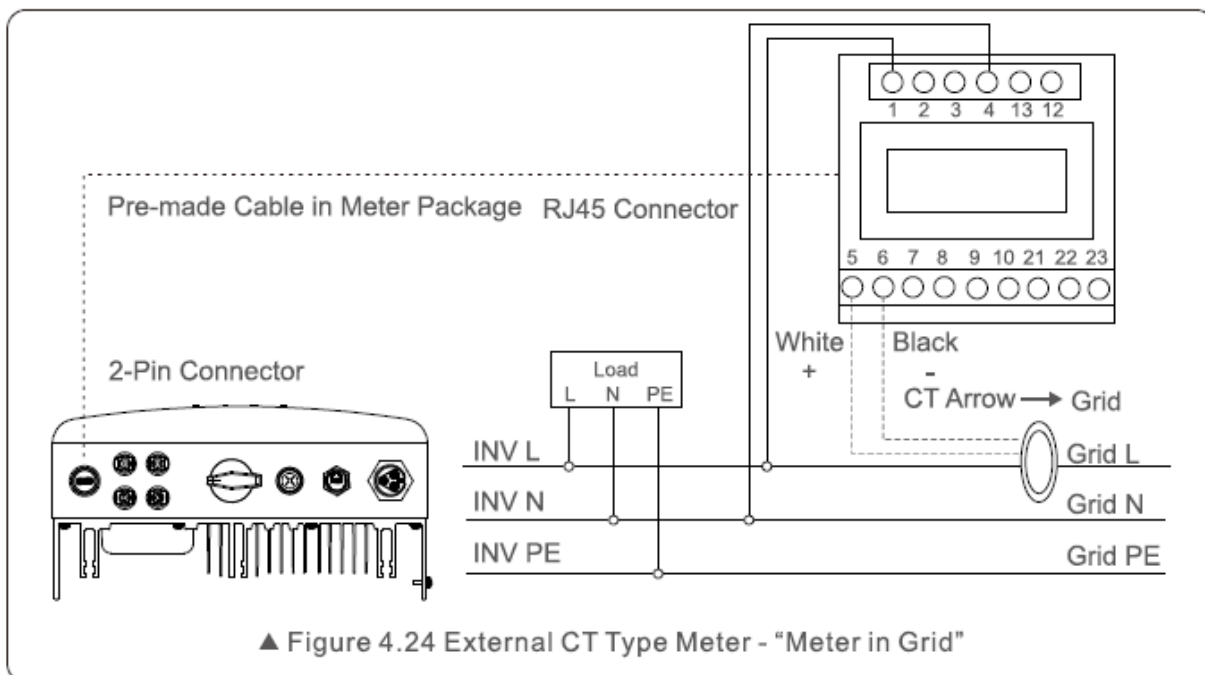 1 2 3 4 13 12
Pre-made Cable in Meter Package RJ45 Connector
5 6 7 8 9 10 21 22 23
White Black
+ -
2-Pin Connector
Load
L N PE
CT Arrow → Grid
INV L Grid L
INV N Grid N
INV PE Grid PE
▲ Figure 4.24 External CT Type Meter - “Meter in Grid”